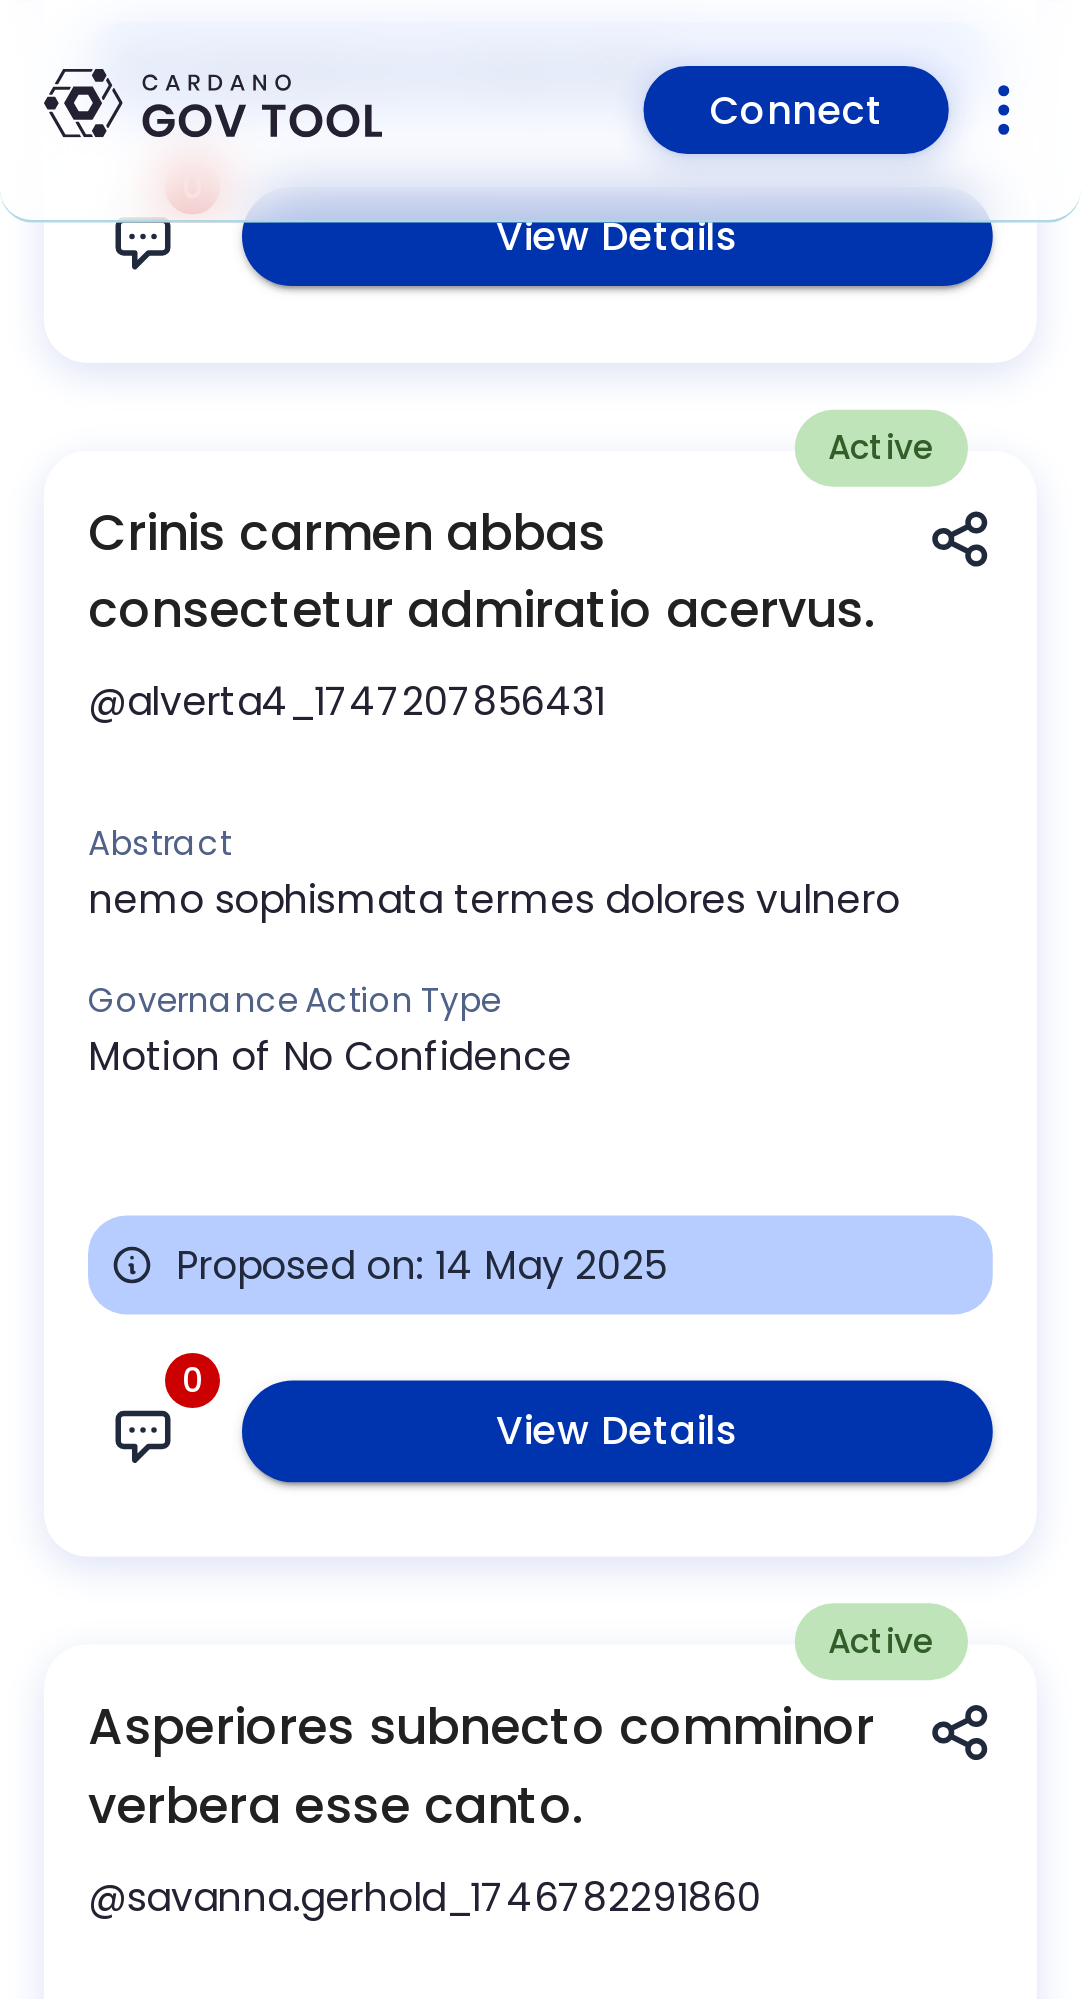 CARDANO
GOV TOOL
Connect
0
View Details
Active
Crinis carmen abbas
consectetur admiratio acervus.
@alverta4_1747207856431
Abstract
nemo sophismata termes dolores vulnero
Governance Action Type
Motion of No Confidence
Proposed on: 14 May 2025
0
View Details
Active
Asperiores subnecto comminor
verbera esse canto.
@savanna.gerhold_1746782291860